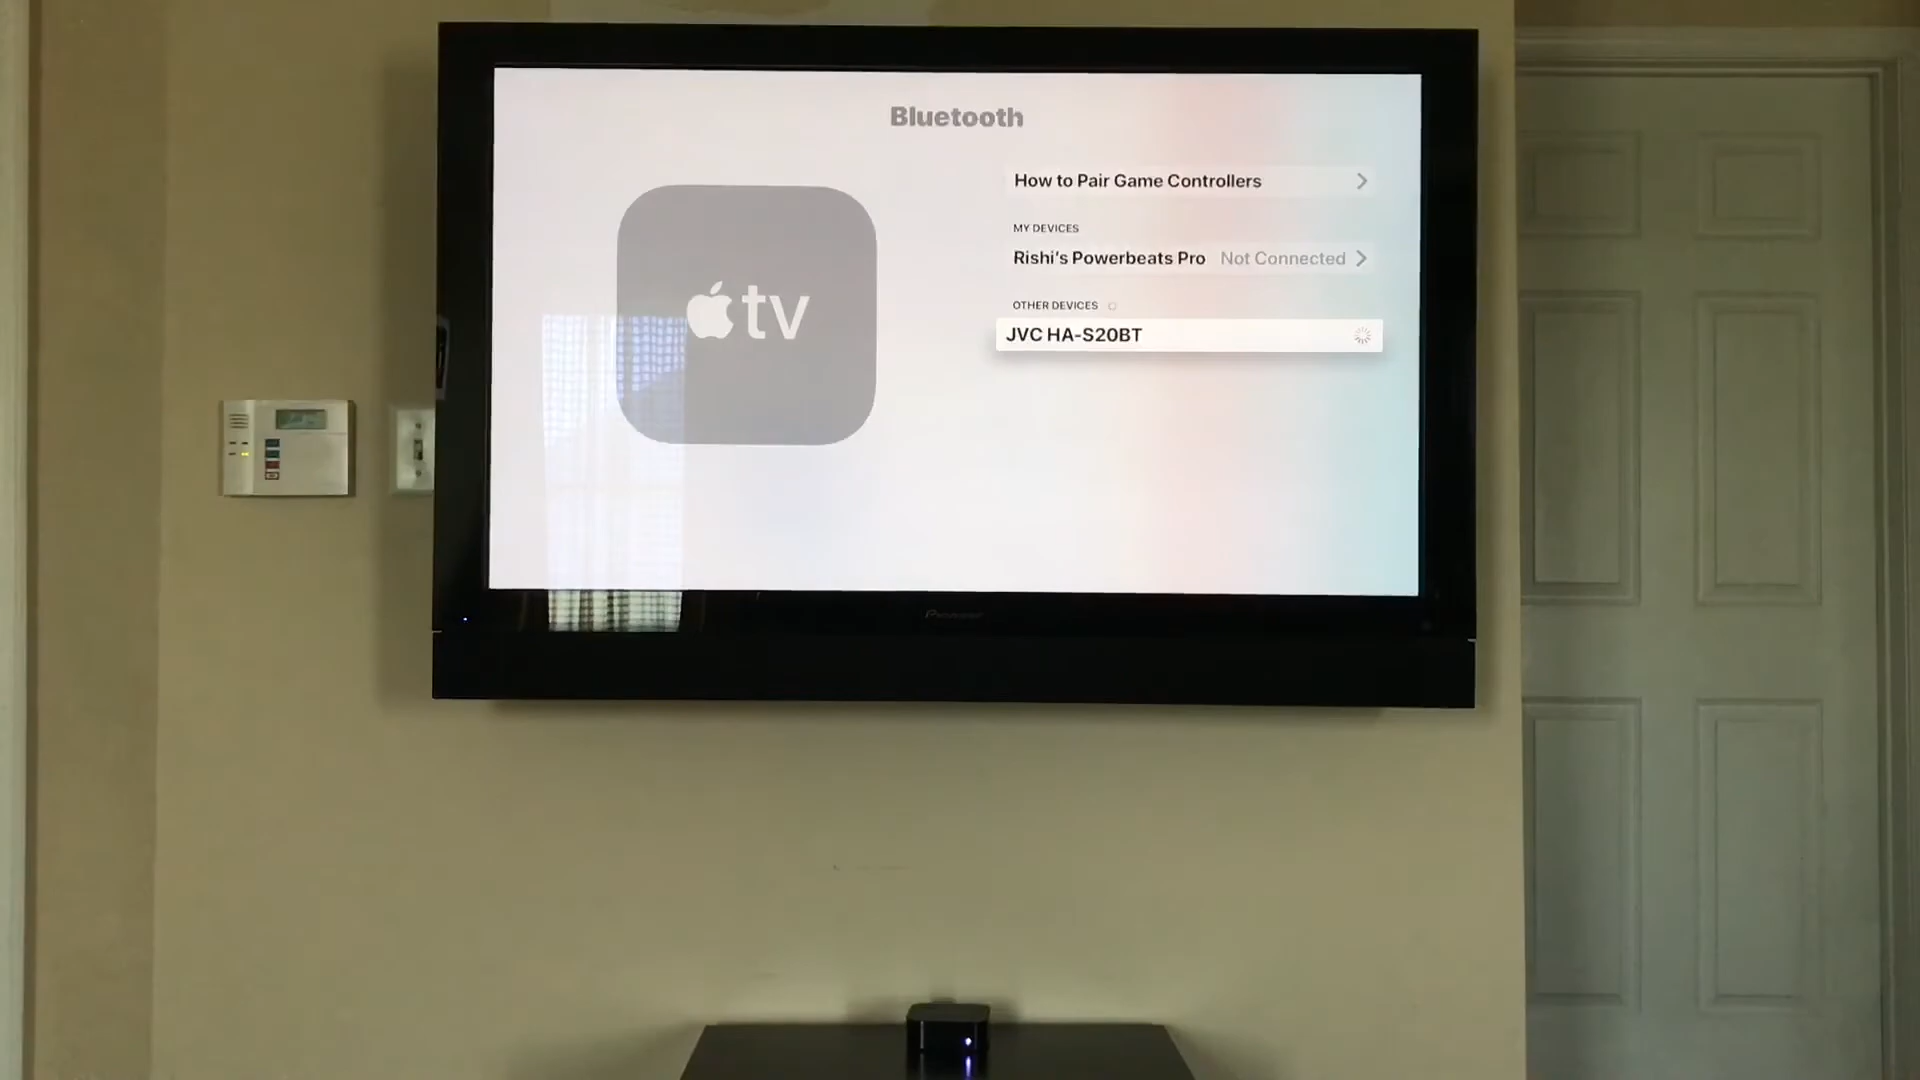 Bluetooth
How to Pair Game Controllers
MY DEVICES
Rishi's Powerbeats Pro Not Connected
OTHER DEVICES
JVC HA-S20BT
tv
Pioneer